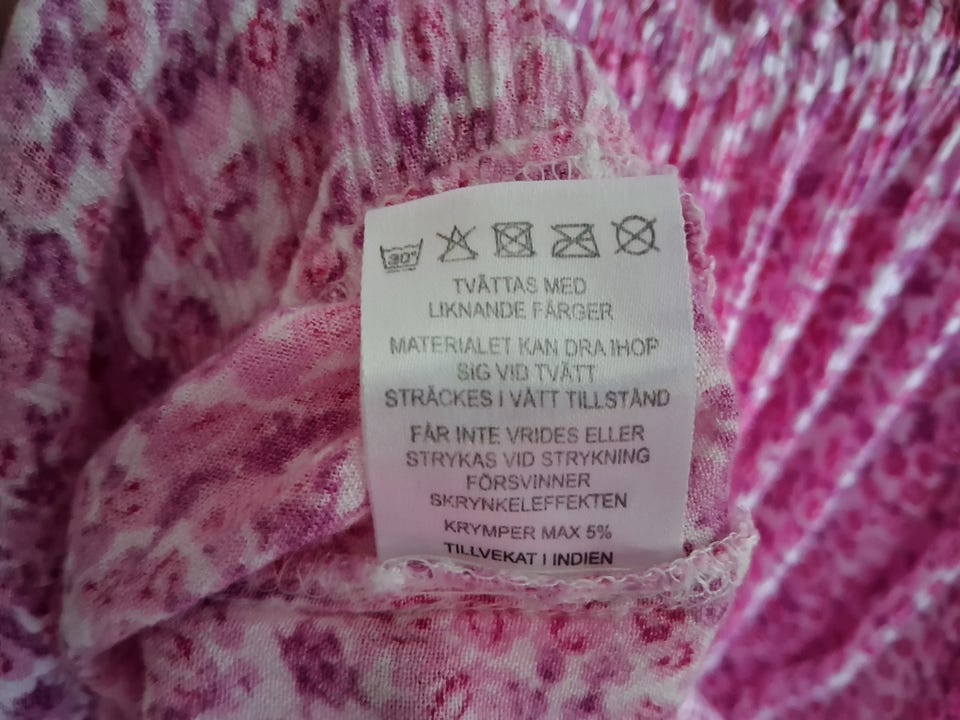 30°
TVÄTTAS MED
LIKNANDE FÄRGER
MATERIALET KAN DRA IHOP
SIG VID TVÄTT
STRÄCKES I VÅTT TILLSTÅND
FÅR INTE VRIDES ELLER
STRYKAS VID STRYKNING
FÖRSVINNER
SKRYNKELEFFEKTEN
KRYMPER MAX 5%
TILLVEKAT I INDIEN